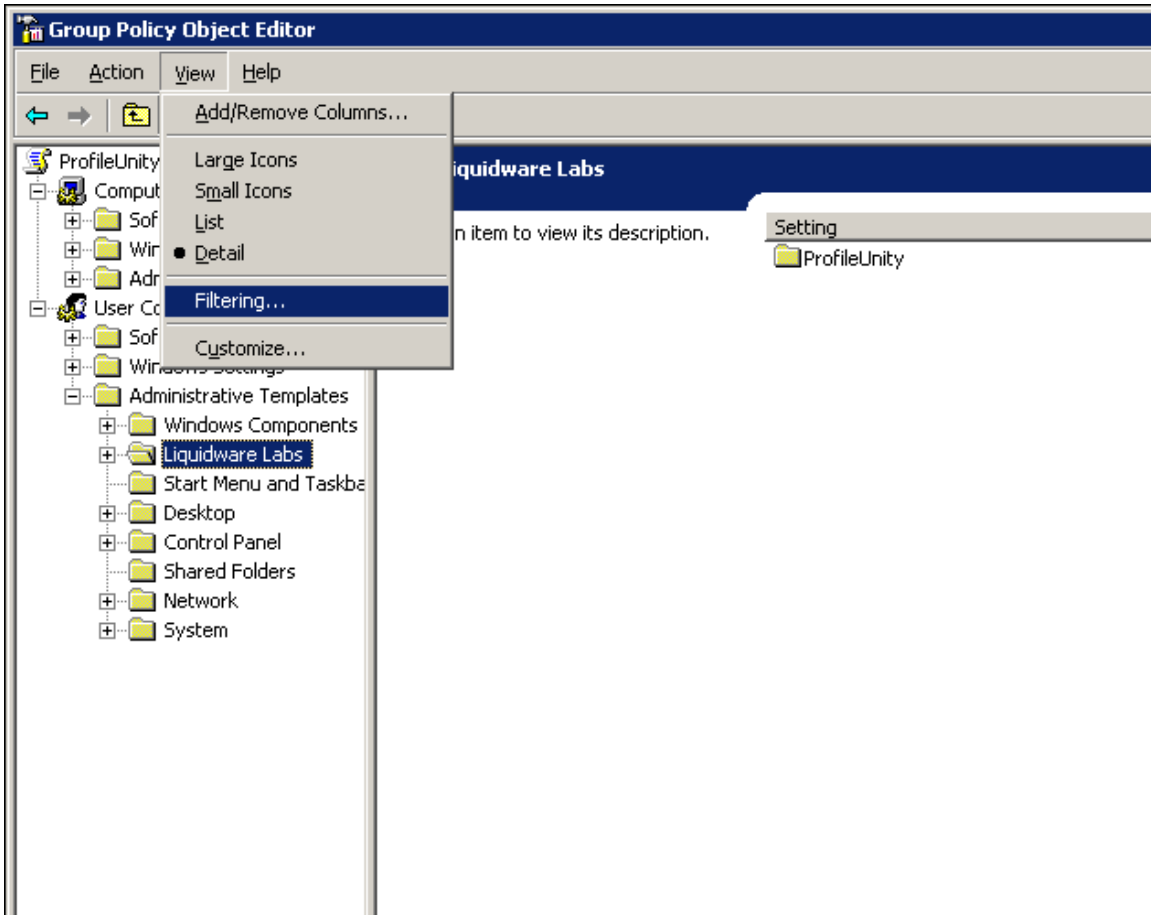 Group Policy Object Editor
File Action View Help
Add/Remove Columns...
Large Icons
Small Icons
List
Detail
Filtering...
Customize...
ProfileUnity
Comput
Sof
Wir
Adr
User Co
Sof
Windows Settings
Administrative Templates
Windows Components
Liquidware Labs
Start Menu and Taskba
Desktop
Control Panel
Shared Folders
Network
System
iquidware Labs
n item to view its description.
Setting
ProfileUnity